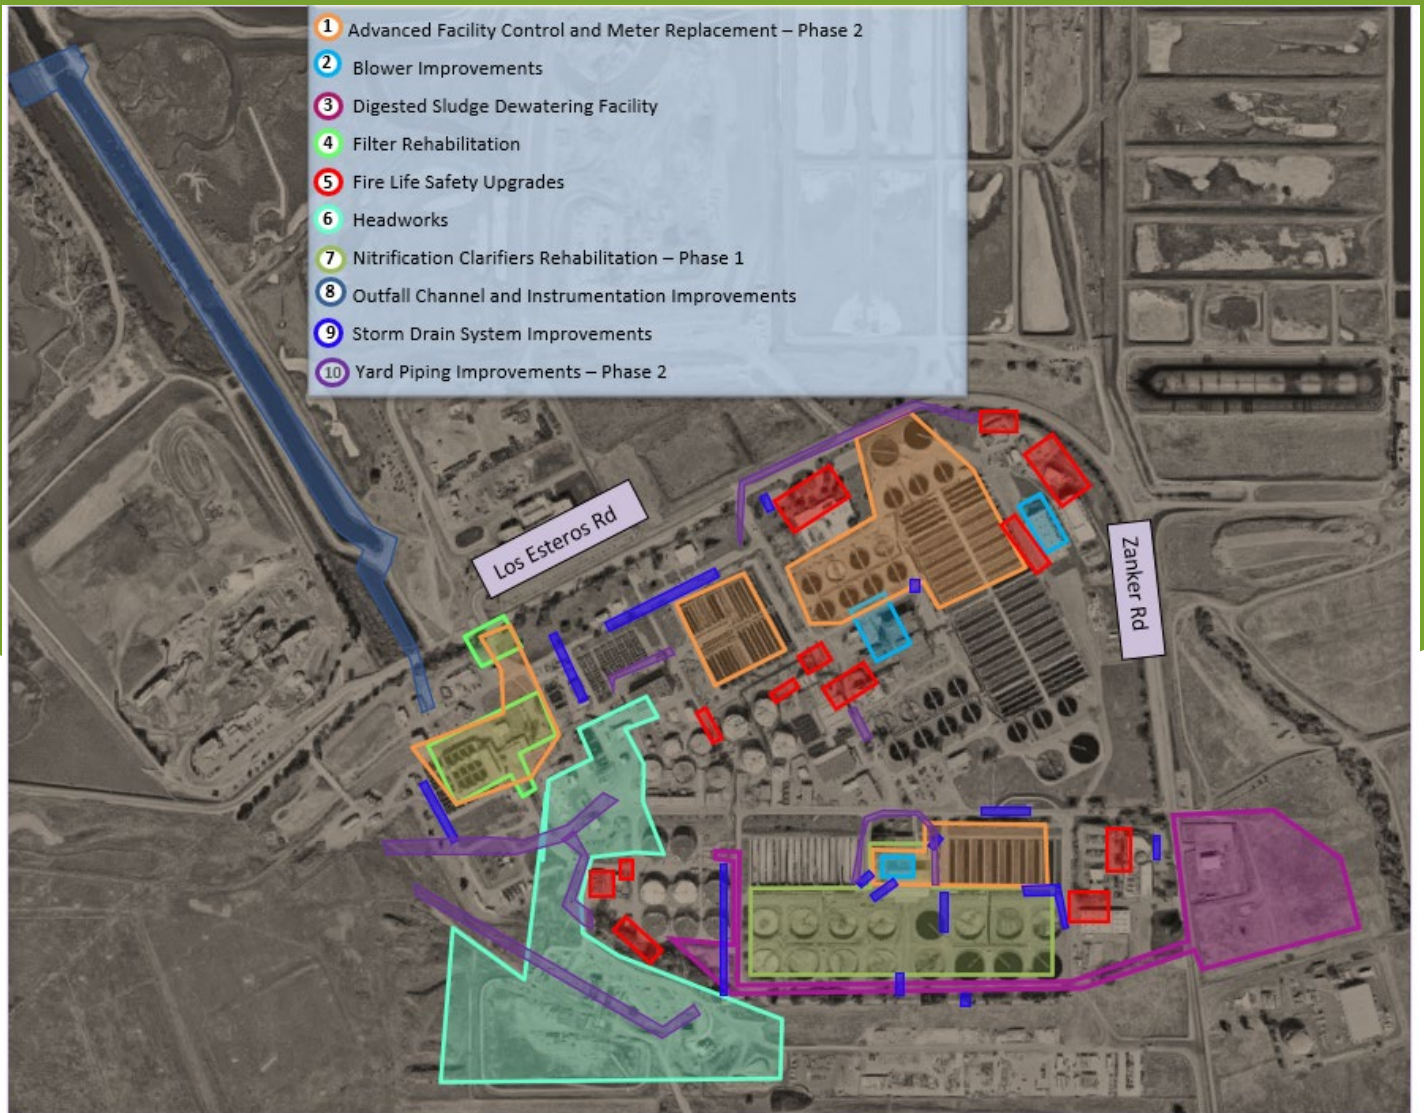 1 Advanced Facility Control and Meter Replacement – Phase 2
2 Blower Improvements
3 Digested Sludge Dewatering Facility
4 Filter Rehabilitation
5 Fire Life Safety Upgrades
6 Headworks
7 Nitrification Clarifiers Rehabilitation – Phase 1
8 Outfall Channel and Instrumentation Improvements
9 Storm Drain System Improvements
10 Yard Piping Improvements – Phase 2
Los Esteros Rd
Zanker Rd